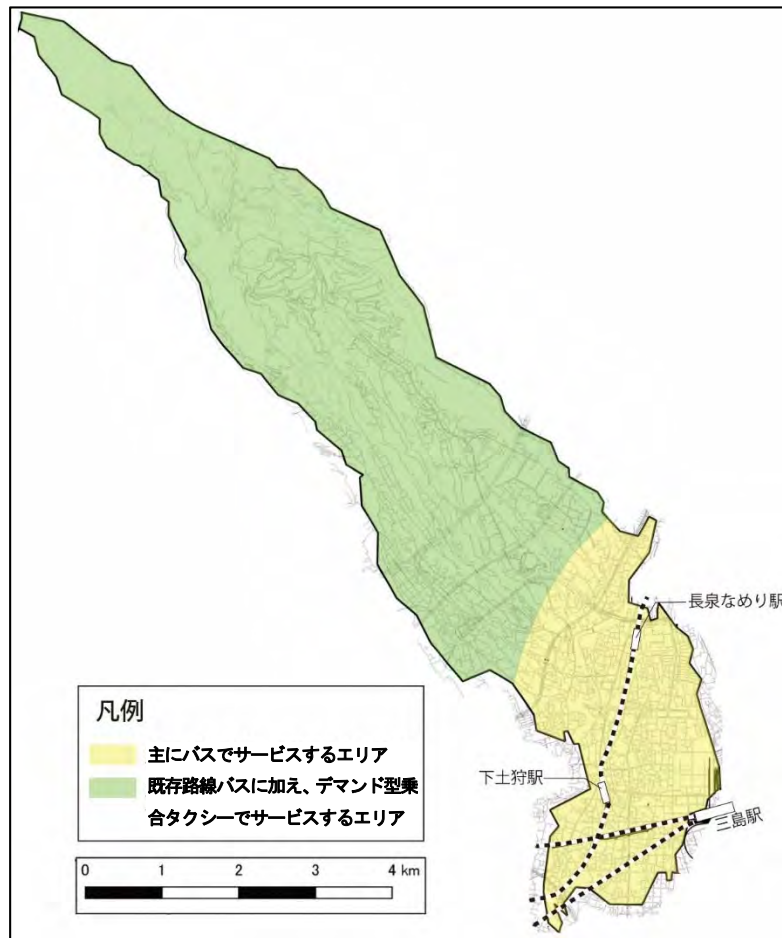 長泉なめり駅
下土狩駅
三島駅
凡例
主にバスでサービスするエリア
既存路線バスに加え、デマンド型乗
合タクシーでサービスするエリア
0 1 2 3 4 km